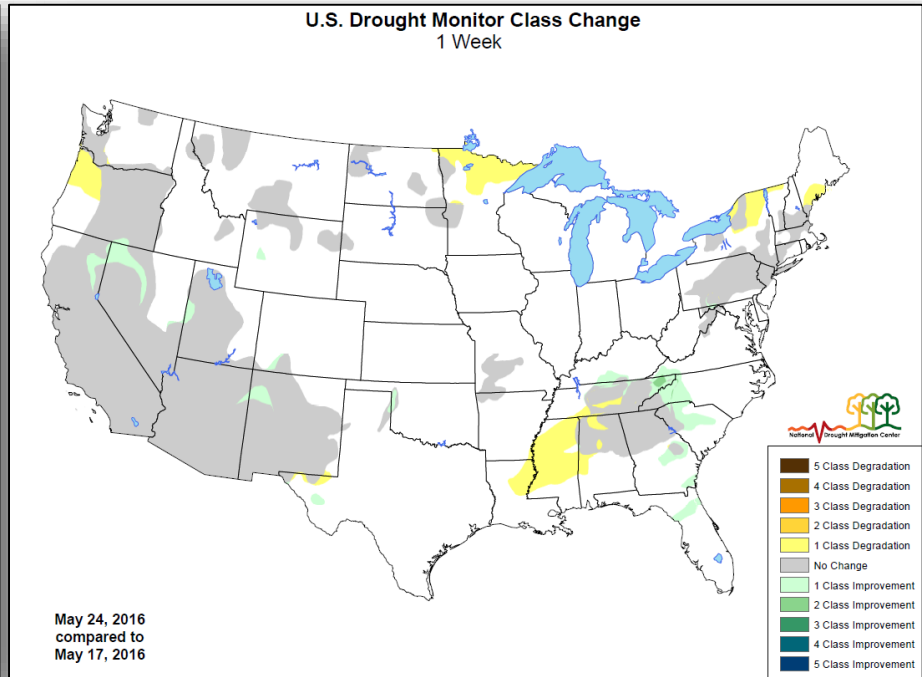 U.S. Drought Monitor Class Change
1 Week
National Drought Mitigation Center
5 Class Degradation
4 Class Degradation
3 Class Degradation
2 Class Degradation
1 Class Degradation
No Change
1 Class Improvement
2 Class Improvement
3 Class Improvement
4 Class Improvement
5 Class Improvement
May 24, 2016
compared to
May 17, 2016